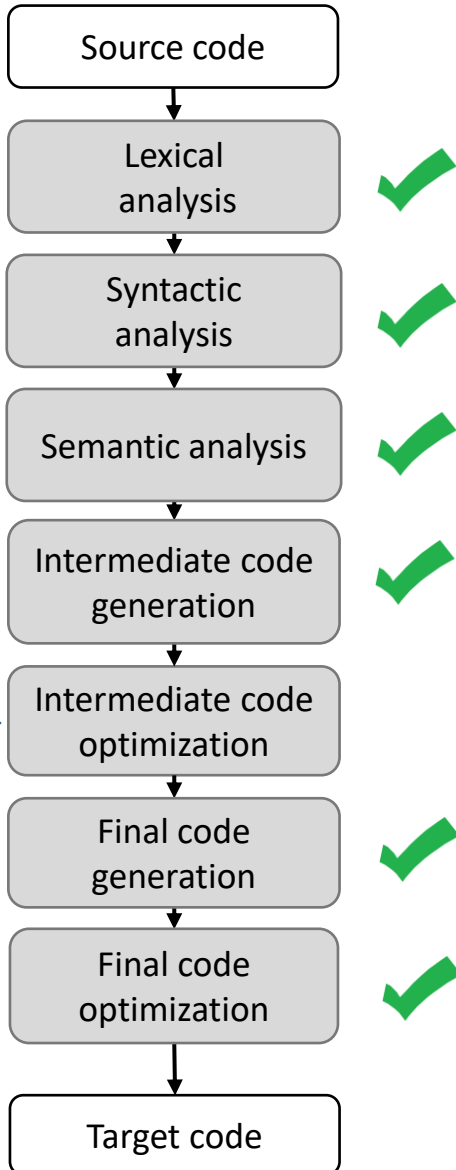 Source code
Lexical
analysis
Syntactic
analysis
Semantic analysis
Intermediate code
generation
Intermediate code
optimization
Final code
generation
Final code
optimization
Target code